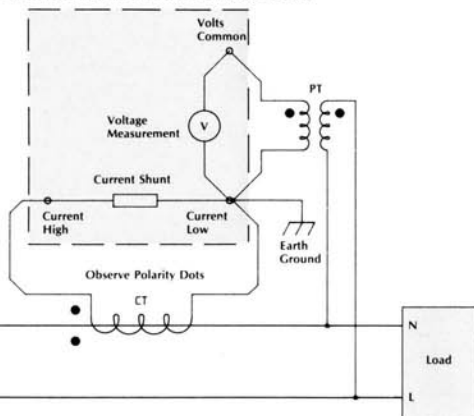 Volts
Common
PT
Voltage
Measurement
V
Current Shunt
Current
High
Current
Low
Earth
Ground
Observe Polarity Dots
CT
N
Load
L